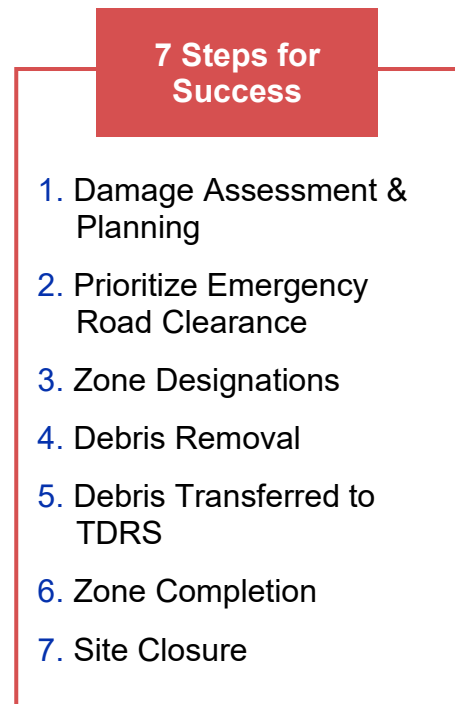 7 Steps for
Success
1. Damage Assessment &
Planning
2. Prioritize Emergency
Road Clearance
3. Zone Designations
4. Debris Removal
5. Debris Transferred to
TDRS
6. Zone Completion
7. Site Closure